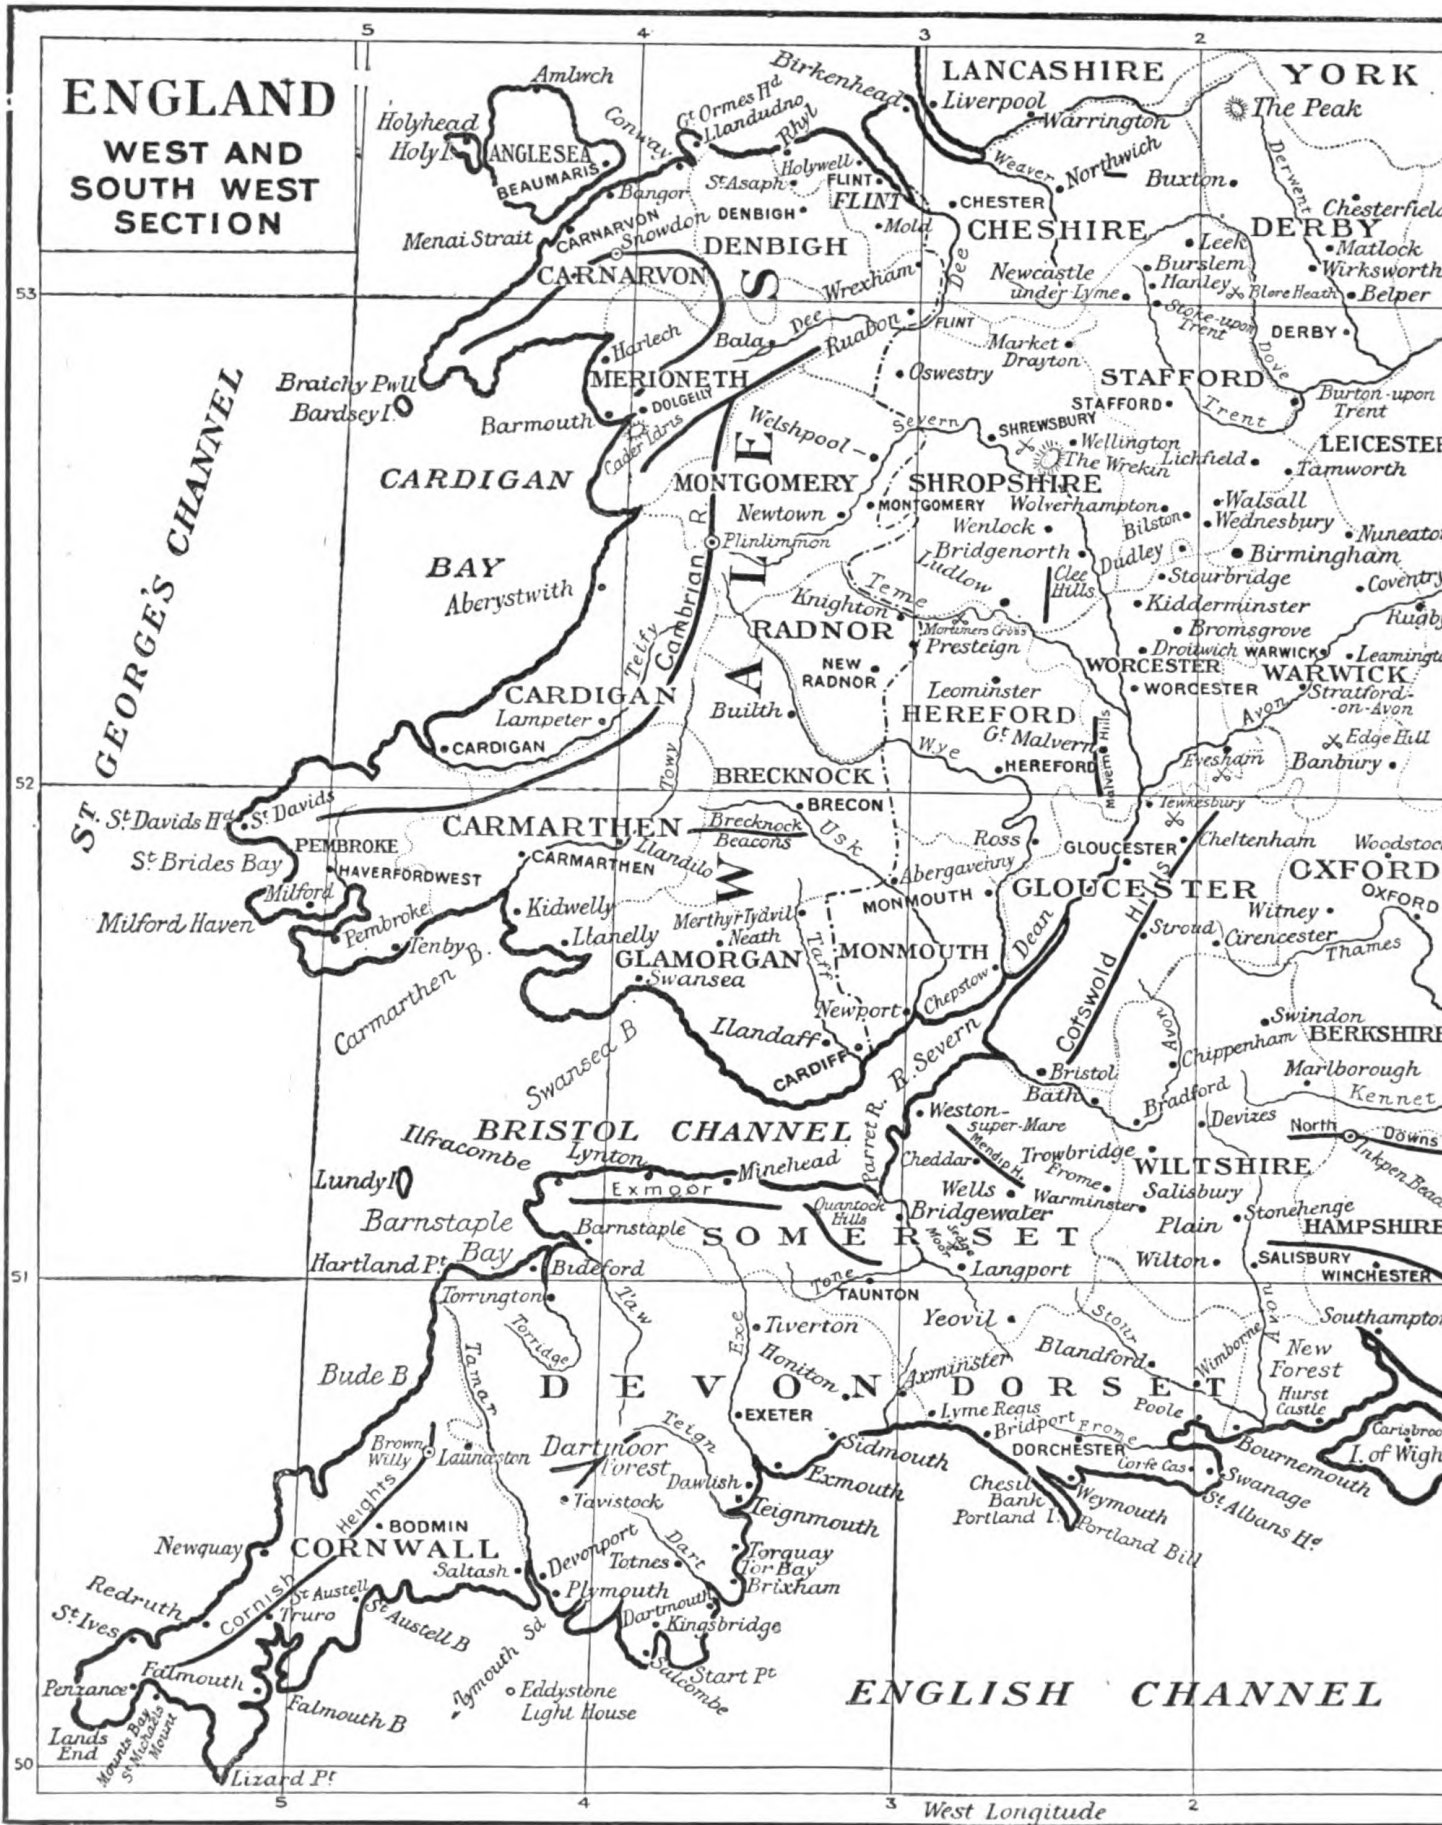 ENGLAND
WEST AND
SOUTH WEST
SECTION
5
4
3
2
LANCASHIRE
YORK
Amlwch
Birkenhead
Liverpool
The Peak
Gt. Ormes Hd
Llandudno
Conway
Rhyl
Warrington
Holyhead
Holy I.
ANGLESEA
BEAUMARIS
Holywell
St. Asaph
FLINT
FLINT
Weaver
Northwich
Buxton
Derwent
Bangor
CHESTER
Chesterfield
CARNARVON
Snowdon
DENBIGH
DENBIGH
Mold
CHESHIRE
DERBY
Menai Strait
Leek
Matlock
CARNARVON
S
Wrexham
Dee
Newcastle
under Lyme
Burslem
Hanley
Wirksworth
Blore Heath
Belper
53
Stoke-upon
Trent
Harlech
Bala
Dee
Ruabon
FLINT
Market
Drayton
DERBY
Dove
Braichy Pwll
Bardsey I.
MERIONETH
DOLGELLY
Oswestry
STAFFORD
STAFFORD
Trent
Burton-upon
Trent
Barmouth
Cader Idris
Welshpool
Severn
SHREWSBURY
Wellington
The Wrekin
Lichfield
LEICESTER
Tamworth
ST. GEORGE'S CHANNEL
CARDIGAN
BAY
E
MONTGOMERY
MONTGOMERY
SHROPSHIRE
Wolverhampton
Walsall
Newtown
Wenlock
Bilston
Wednesbury
Nuneaton
Plinlimmon
Bridgenorth
Dudley
Birmingham
L
Ludlow
Clee
Hills
Stourbridge
Coventry
Aberystwith
Cambrian R.
Teme
Knighton
Kidderminster
Rugby
Teify
RADNOR
Mortimers Cross
Presteign
Bromsgrove
Droitwich
WARWICK
Leamington
NEW
RADNOR
WORCESTER
WORCESTER
WARWICK
Stratford-
-on-Avon
CARDIGAN
Lampeter
A
Builth
Leominster
HEREFORD
Gt. Malvern
Malvern Hills
Avon
Edge Hill
CARDIGAN
Towy
Wye
HEREFORD
Evesham
Banbury
52
BRECKNOCK
BRECON
Tewkesbury
St. Davids Hd
St. Davids
CARMARTHEN
Brecknock
Beacons
Usk
Ross
GLOUCESTER
Cheltenham
Woodstock
St. Brides Bay
PEMBROKE
HAVERFORDWEST
CARMARTHEN
Llandilo
W
Abergavenny
MONMOUTH
GLOUCESTER
OXFORD
OXFORD
Milford
Kidwelly
Witney
Milford Haven
Pembroke
Tenby
Llanelly
Merthyr Tydvil
Neath
Taff
MONMOUTH
Dean
Stroud
Cirencester
Thames
Carmarthen B.
GLAMORGAN
Swansea
Chepstow
Newport
Cotswold Hills
Swindon
Swansea B
Llandaff
CARDIFF
R. Severn
Avon
Chippenham
BERKSHIRE
Bristol
Marlborough
Bath
Bradford
Kennet
BRISTOL CHANNEL
Parret R.
Weston-
super-Mare
Devizes
North Downs
Ilfracombe
Lynton
Minehead
Cheddar
Mendip H.
Trowbridge
Frome
WILTSHIRE
Inkpen Beacon
Lundy I
Exmoor
Quantock
Hills
Wells
Warminster
Salisbury
Plain
Stonehenge
Barnstaple
Bay
Barnstaple
SOMERSET
Bridgewater
HAMPSHIRE
Hartland Pt.
Bideford
Sedge
Moor
Langport
Wilton
SALISBURY
WINCHESTER
51
Torrington
Taw
Tone
TAUNTON
Southampton
Torridge
Exe
Tiverton
Yeovil
Stour
Avon
Bude B
Tamar
Honiton
Axminster
Blandford
Wimborne
New
Forest
DEVON
DORSET
Hurst
Castle
EXETER
Lyme Regis
Bridport
Frome
Poole
Brown
Willy
Launceston
Dartmoor
Forest
Teign
Sidmouth
DORCHESTER
Corfe Cas
Bournemouth
I. of Wight
Dawlish
Exmouth
Chesil
Bank
Portland I.
Weymouth
Swanage
St. Albans Hd
Tavistock
Teignmouth
Portland Bill
Cornish Heights
BODMIN
Newquay
CORNWALL
Saltash
Devonport
Totnes
Dart
Torquay
Tor Bay
Brixham
Redruth
St. Austell
Plymouth
Dartmouth
St. Ives
Truro
St. Austell B
Kingsbridge
Plymouth Sd
Start Pt
Salcombe
Falmouth
Penzance
Eddystone
Light House
ENGLISH CHANNEL
Falmouth B
Lands
End
Mounts Bay
St. Michaels
Mount
50
Lizard Pt.
5
4
3
2
West Longitude